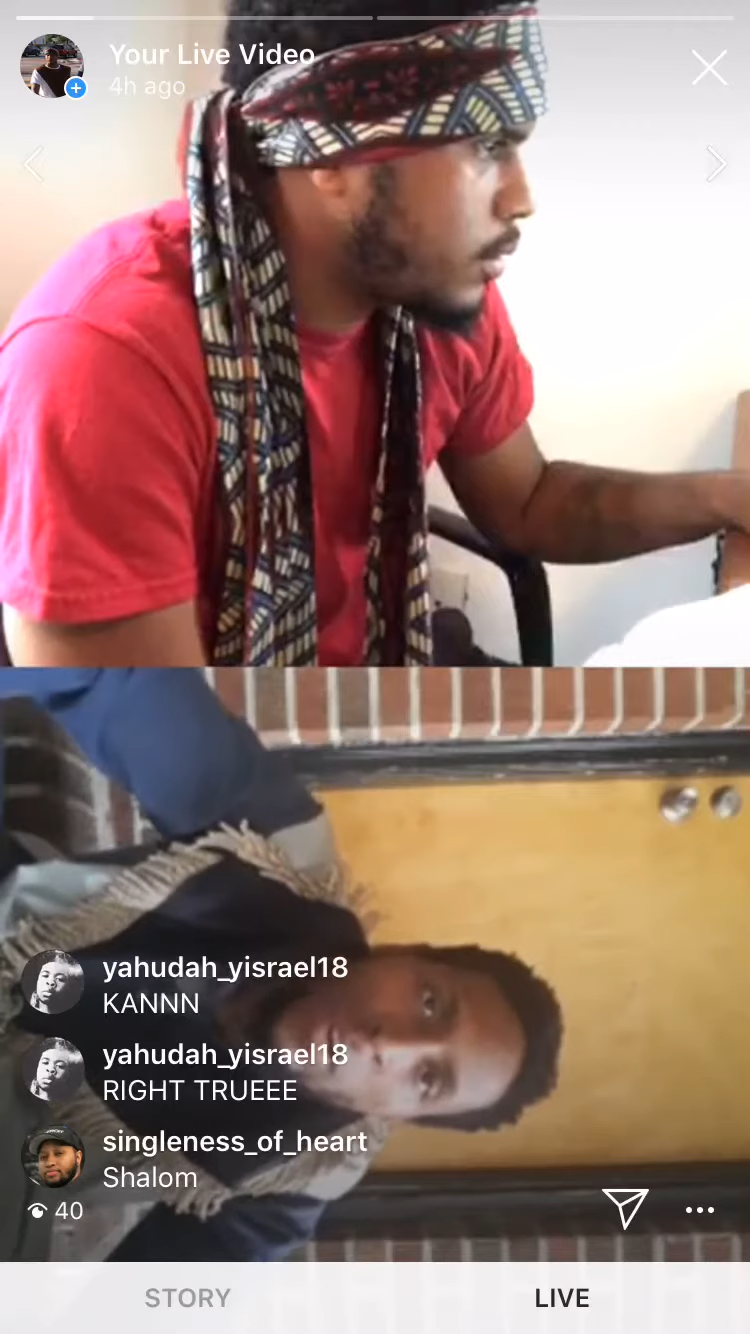 Your Live Video
4h ago
yahudah_yisrael18
KANNN
yahudah_yisrael18
RIGHT TRUEEE
singleness_of_heart
Shalom
40
STORY
LIVE